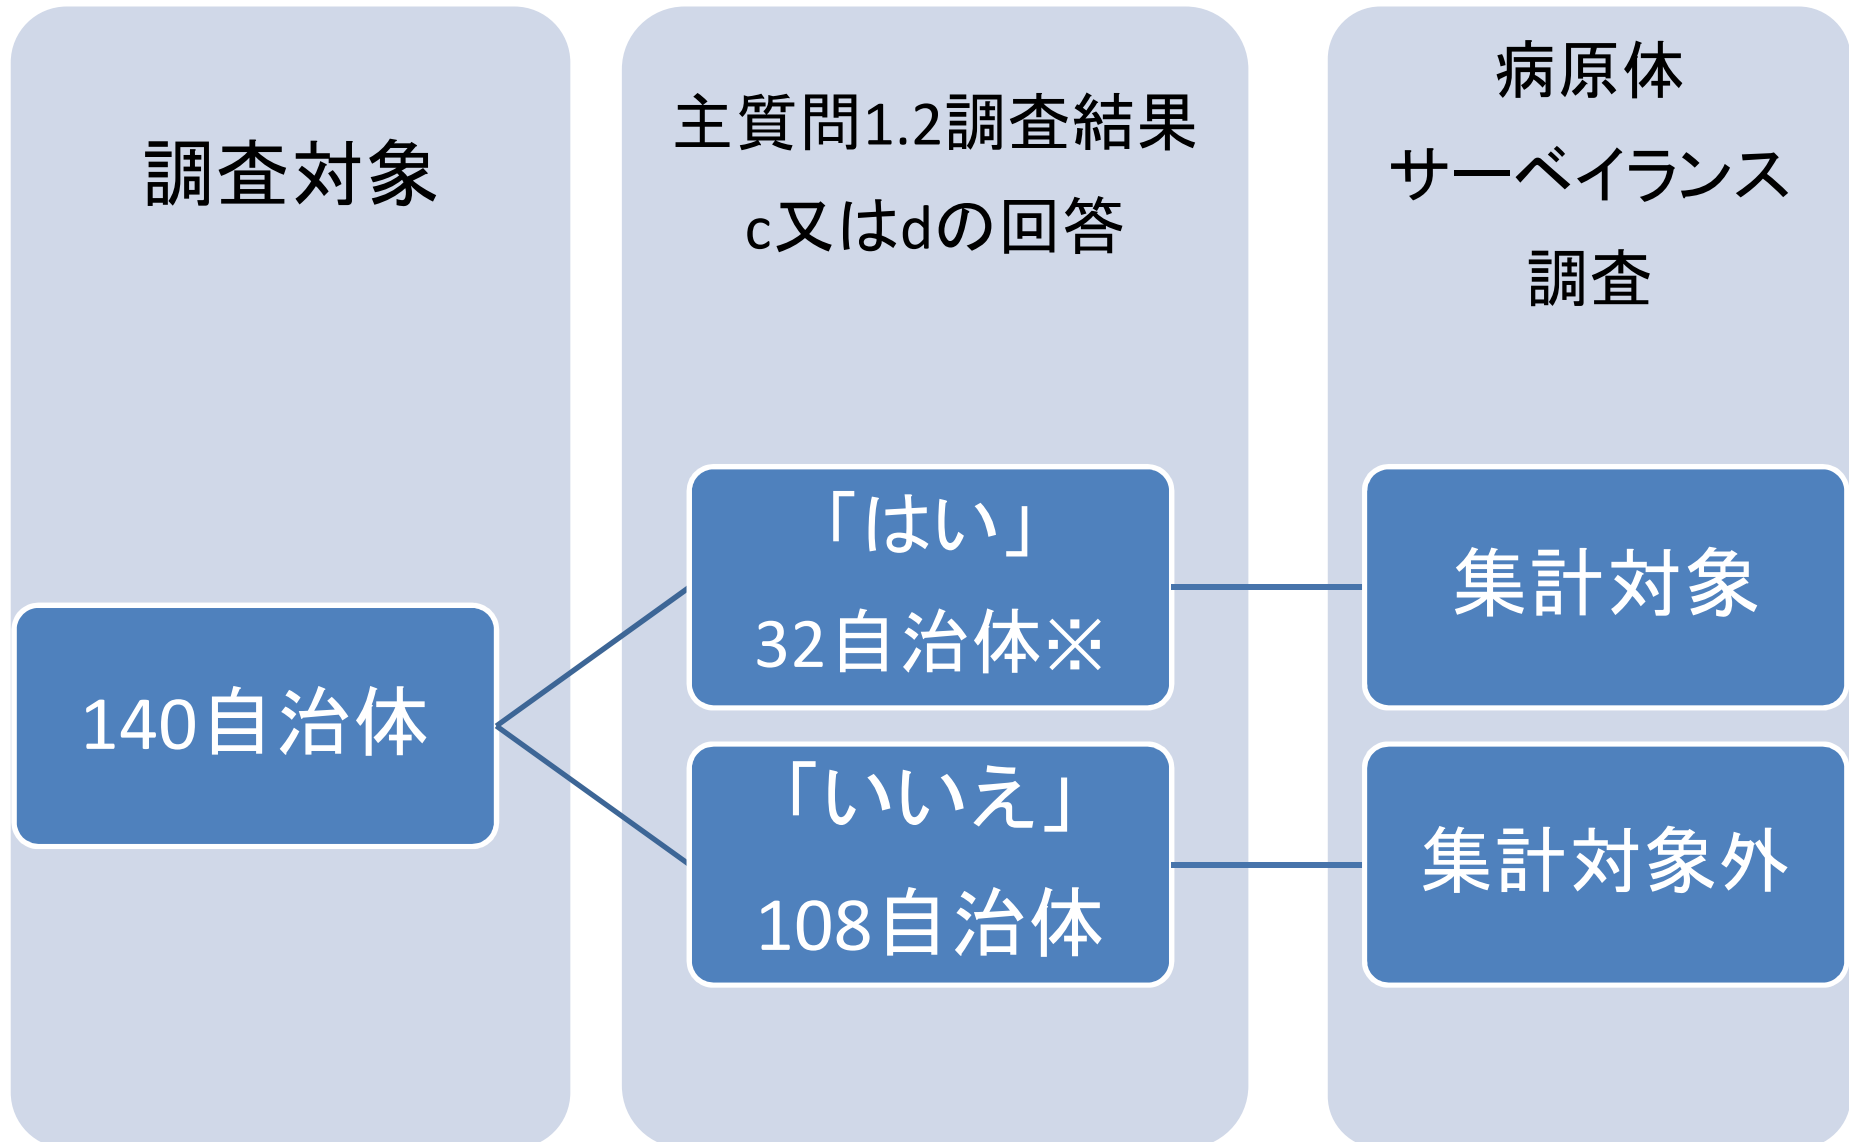 調査対象
主質問1.2調査結果
c又はdの回答
病原体
サーベイランス
調査
140自治体
「はい」
32自治体※
「いいえ」
108自治体
集計対象
集計対象外